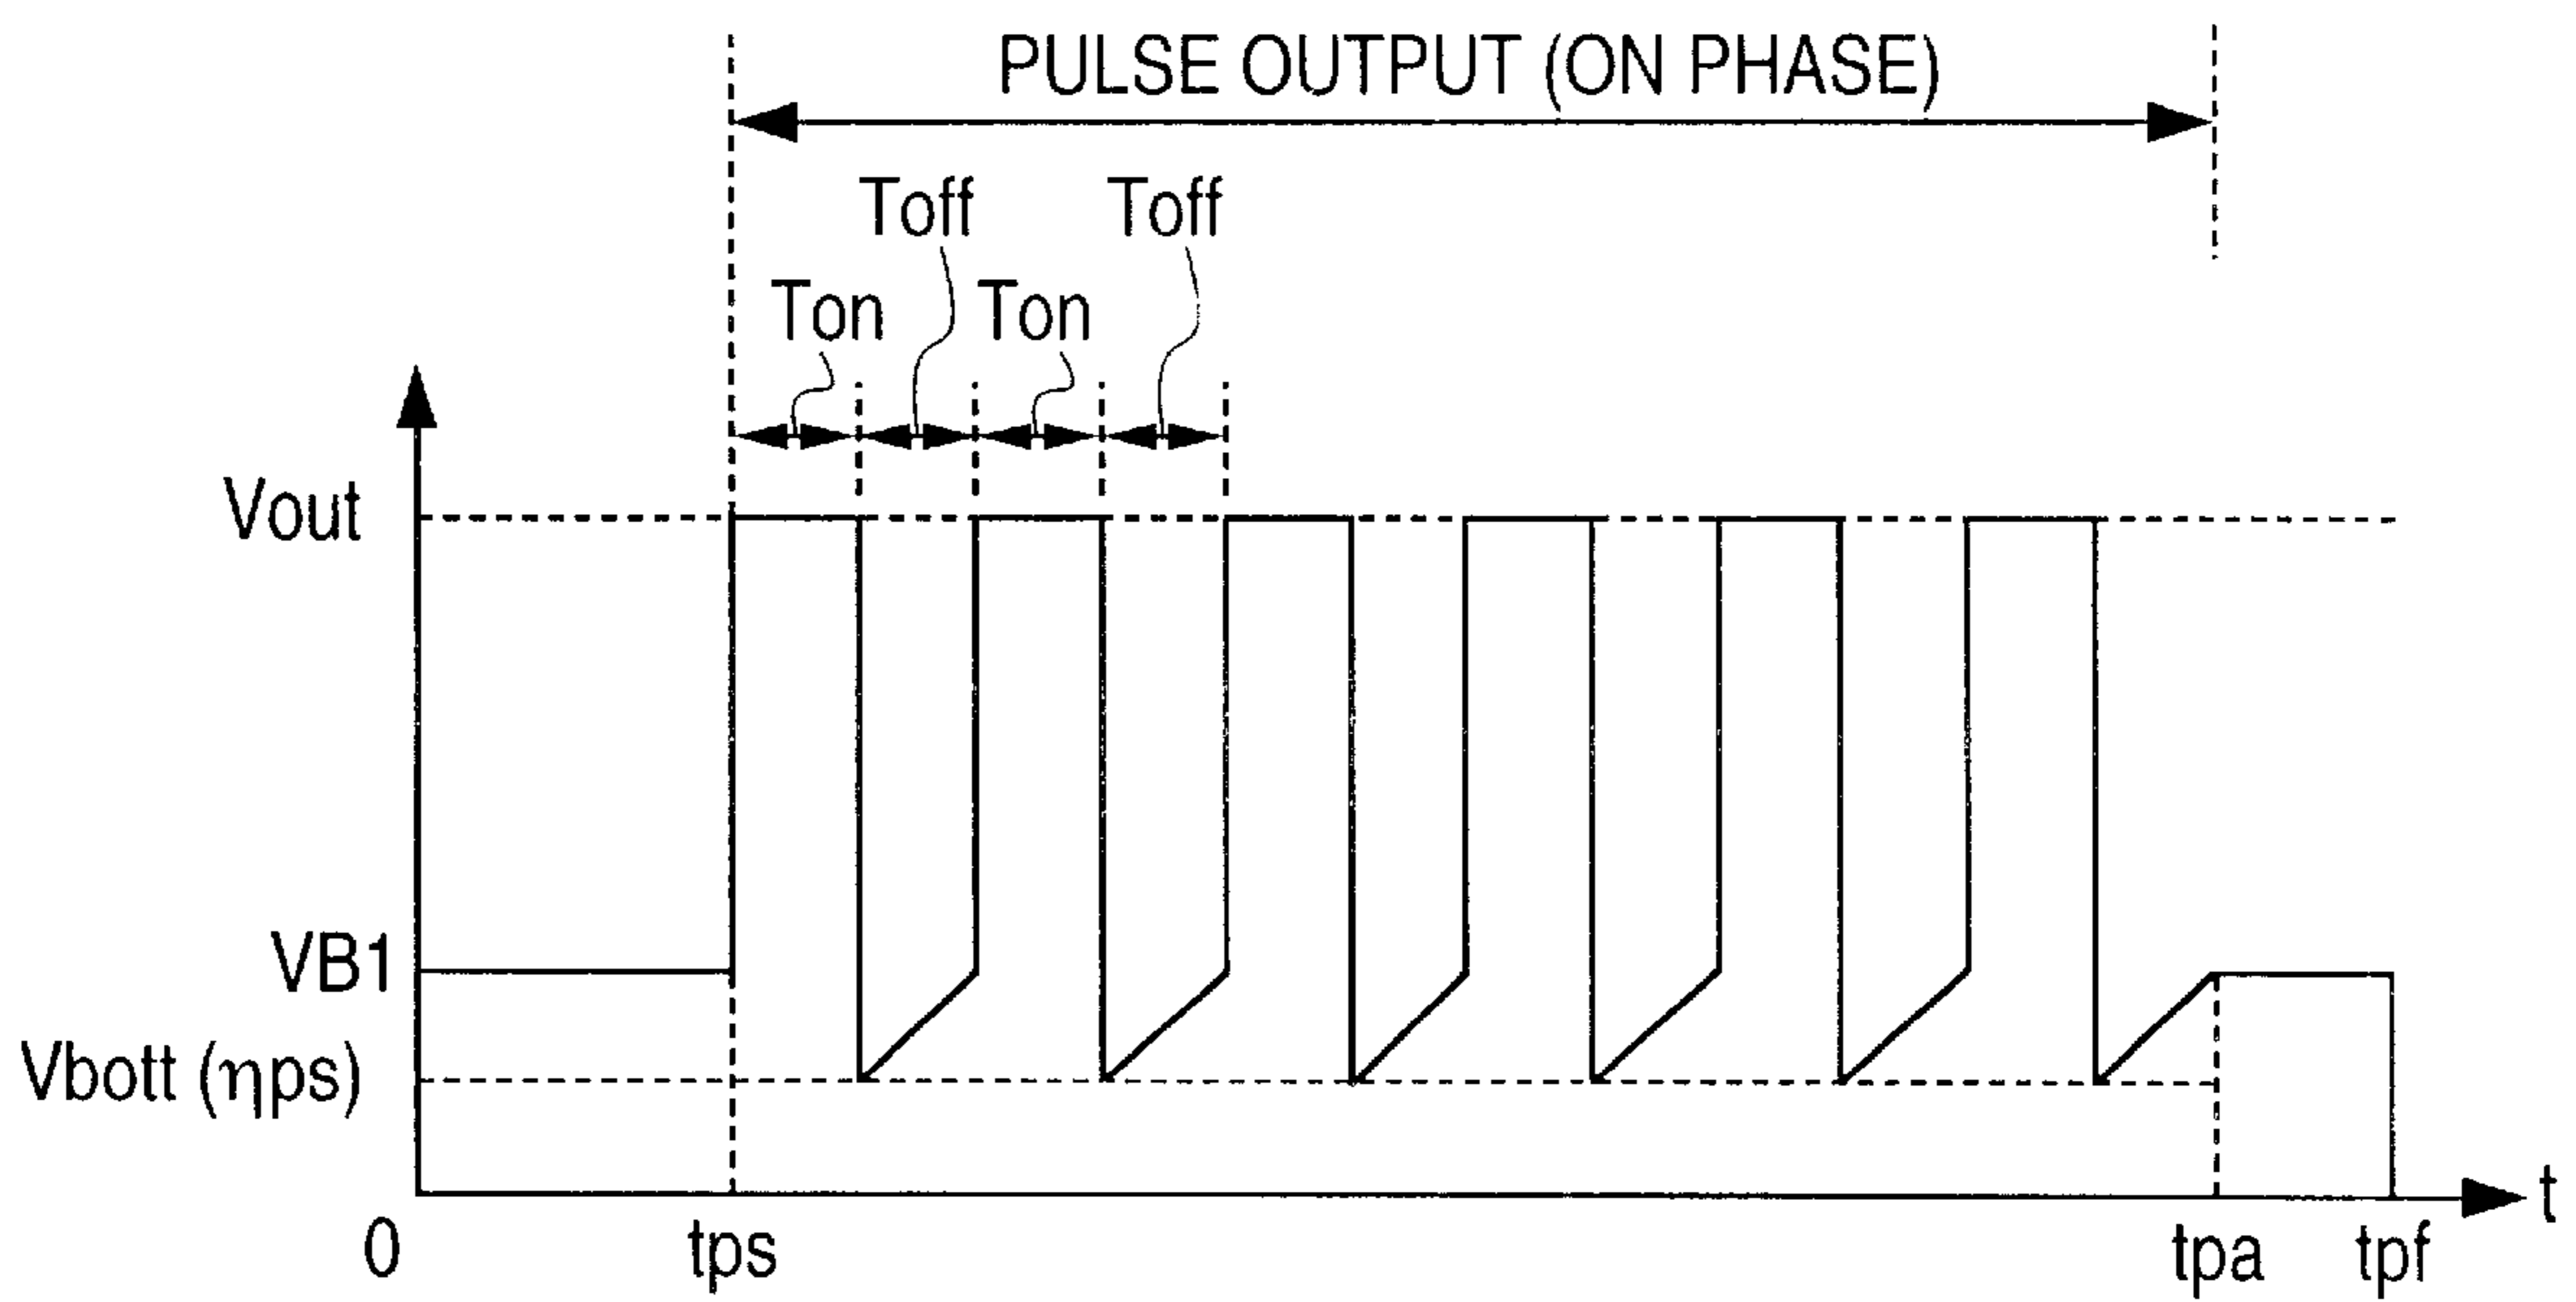 PULSE OUTPUT (ON PHASE)
Toff Toff
Ton Ton
Vout
VB1
Vbott (ηps)
t
0 tps tpa tpf